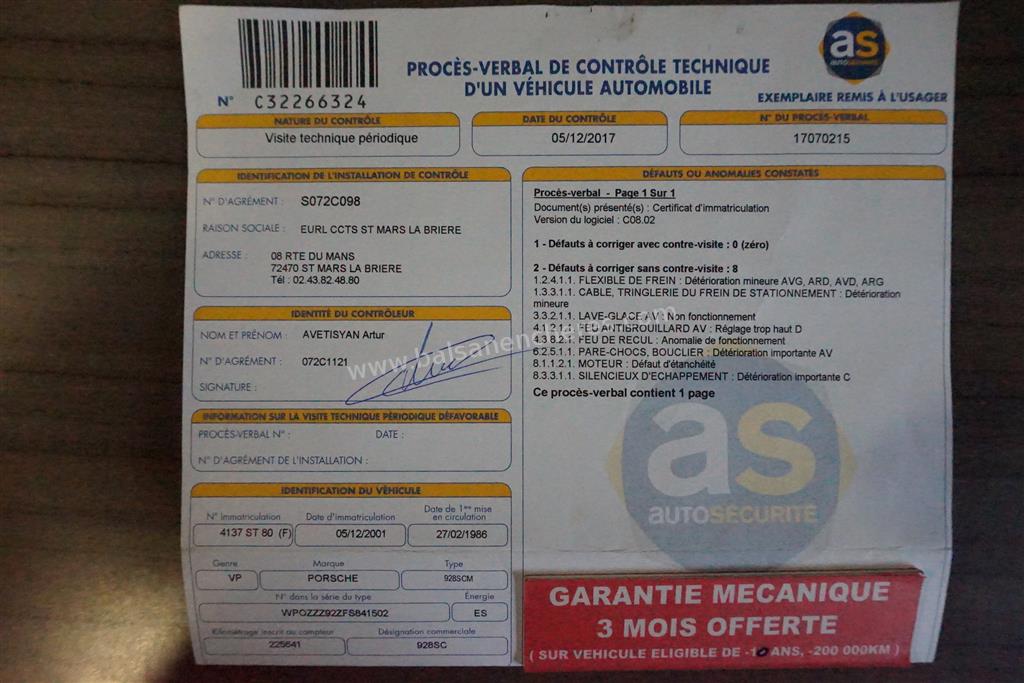 as
AUTOSÉCURITÉ
PROCÈS-VERBAL DE CONTRÔLE TECHNIQUE
D'UN VÉHICULE AUTOMOBILE
N° C32266324
EXEMPLAIRE REMIS À L'USAGER
NATURE DU CONTRÔLE
Visite technique périodique
DATE DU CONTRÔLE
05/12/2017
N° DU PROCÈS-VERBAL
17070215
IDENTIFICATION DE L'INSTALLATION DE CONTRÔLE
N° D'AGRÉMENT : S072C098
RAISON SOCIALE : EURL CCTS ST MARS LA BRIERE
ADRESSE : 08 RTE DU MANS
72470 ST MARS LA BRIERE
Tél : 02.43.82.48.80
IDENTITÉ DU CONTRÔLEUR
NOM ET PRÉNOM : AVETISYAN Artur
N° D'AGRÉMENT : 072C1121
SIGNATURE :
INFORMATION SUR LA VISITE TECHNIQUE PÉRIODIQUE DÉFAVORABLE
PROCÈS-VERBAL N° : DATE :
N° D'AGRÉMENT DE L'INSTALLATION :
IDENTIFICATION DU VÉHICULE
N° Immatriculation
4137 ST 80 (F)
Date d'immatriculation
05/12/2001
Date de 1ère mise
en circulation
27/02/1986
Genre
VP
Marque
PORSCHE
Type
928SCM
N° dans la série du type
WPOZZZ92ZFS841502
Énergie
ES
Kilométrage inscrit au compteur
225641
Désignation commerciale
928SC
DÉFAUTS OU ANOMALIES CONSTATÉS
Procès-verbal - Page 1 Sur 1
Document(s) présenté(s) : Certificat d'immatriculation
Version du logiciel : C08.02
1 - Défauts à corriger avec contre-visite : 0 (zéro)
2 - Défauts à corriger sans contre-visite : 8
1.2.4.1.1. FLEXIBLE DE FREIN : Détérioration mineure AVG, ARD, AVD, ARG
1.3.3.1.1. CABLE, TRINGLERIE DU FREIN DE STATIONNEMENT : Détérioration
mineure
3.3.2.1.1. LAVE-GLACE AV : Non fonctionnement
4.1.2.1.1. FEU ANTIBROUILLARD AV : Réglage trop haut D
4.3.8.2.1. FEU DE RECUL : Anomalie de fonctionnement
6.2.5.1.1. PARE-CHOCS, BOUCLIER : Détérioration importante AV
8.1.1.2.1. MOTEUR : Défaut d'étanchéité
8.3.3.1.1. SILENCIEUX D'ECHAPPEMENT : Détérioration importante C
Ce procès-verbal contient 1 page
as
AUTOSÉCURITÉ
GARANTIE MECANIQUE
3 MOIS OFFERTE
( SUR VEHICULE ELIGIBLE DE -10 ANS, -200 000KM )